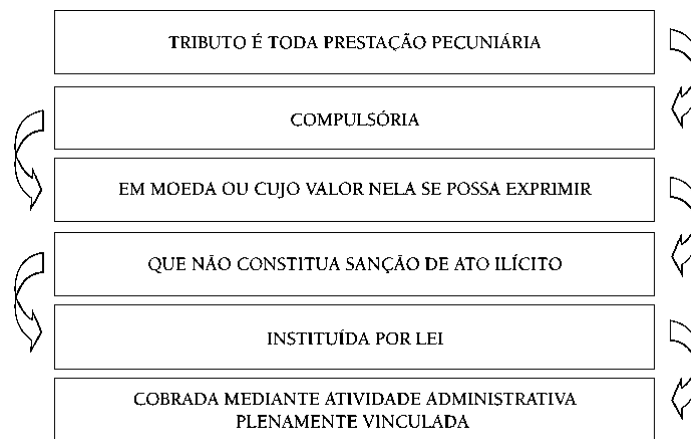 TRIBUTO É TODA PRESTAÇÃO PECUNIÁRIA
COMPULSÓRIA
EM MOEDA OU CUJO VALOR NELA SE POSSA EXPRIMIR
QUE NÃO CONSTITUA SANÇÃO DE ATO ILÍCITO
INSTITUÍDA POR LEI
COBRADA MEDIANTE ATIVIDADE ADMINISTRATIVA
PLENAMENTE VINCULADA